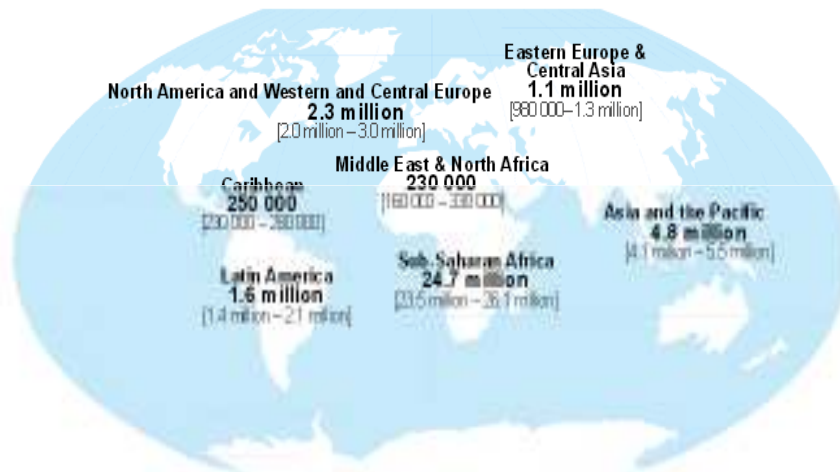 Eastern Europe &
Central Asia
1.1 million
[980 000–1.3 million]
North America and Western and Central Europe
2.3 million
[2.0 million – 3.0 million]
Middle East & North Africa
230 000
[160 000 – 330 000]
Caribbean
250 000
[230 000 – 280 000]
Asia and the Pacific
4.8 million
[4.1 million – 5.5 million]
Sub-Saharan Africa
24.7 million
[23.5 million – 26.1 million]
Latin America
1.6 million
[1.4 million – 2.1 million]